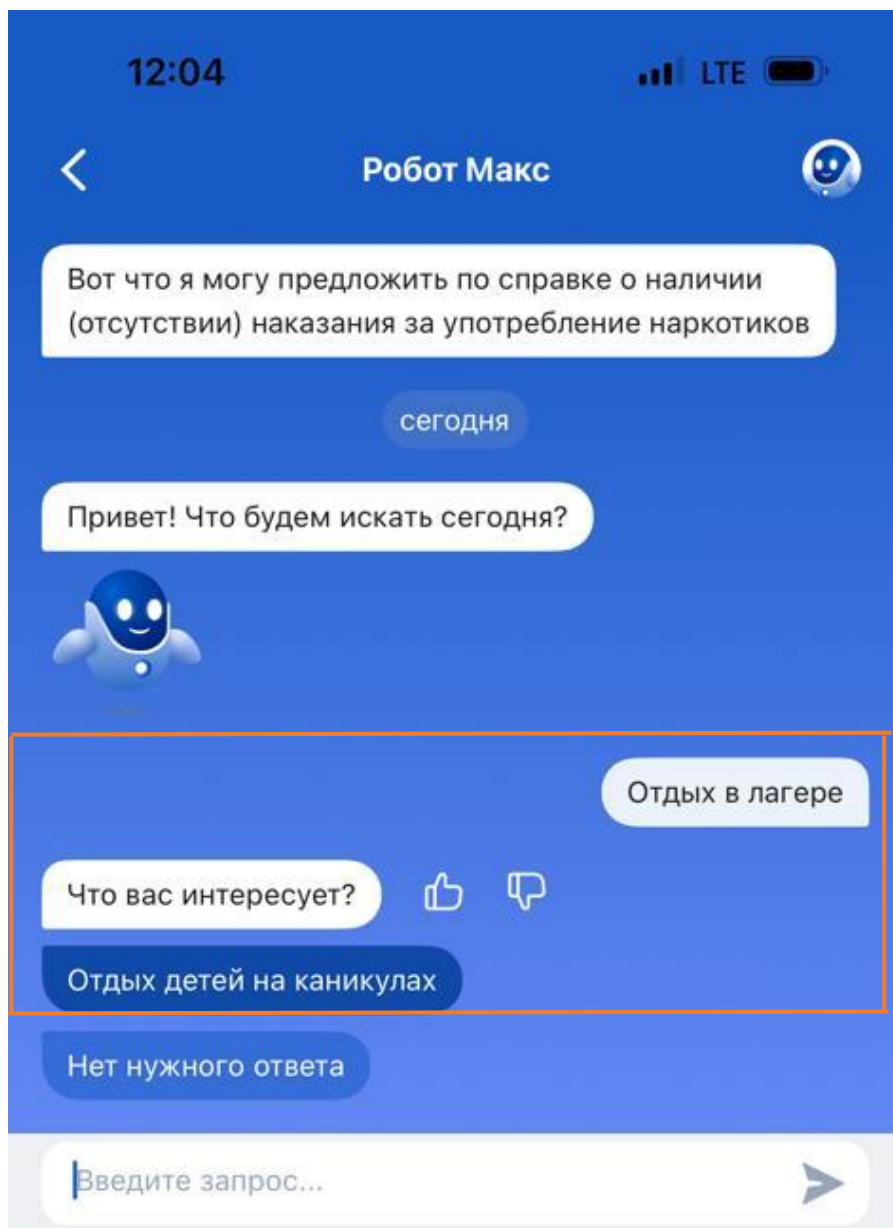 12:04 LTE
Робот Макс
Вот что я могу предложить по справке о наличии
(отсутствии) наказания за употребление наркотиков
сегодня
Привет! Что будем искать сегодня?
Отдых в лагере
Что вас интересует?
Отдых детей на каникулах
Нет нужного ответа
Введите запрос...